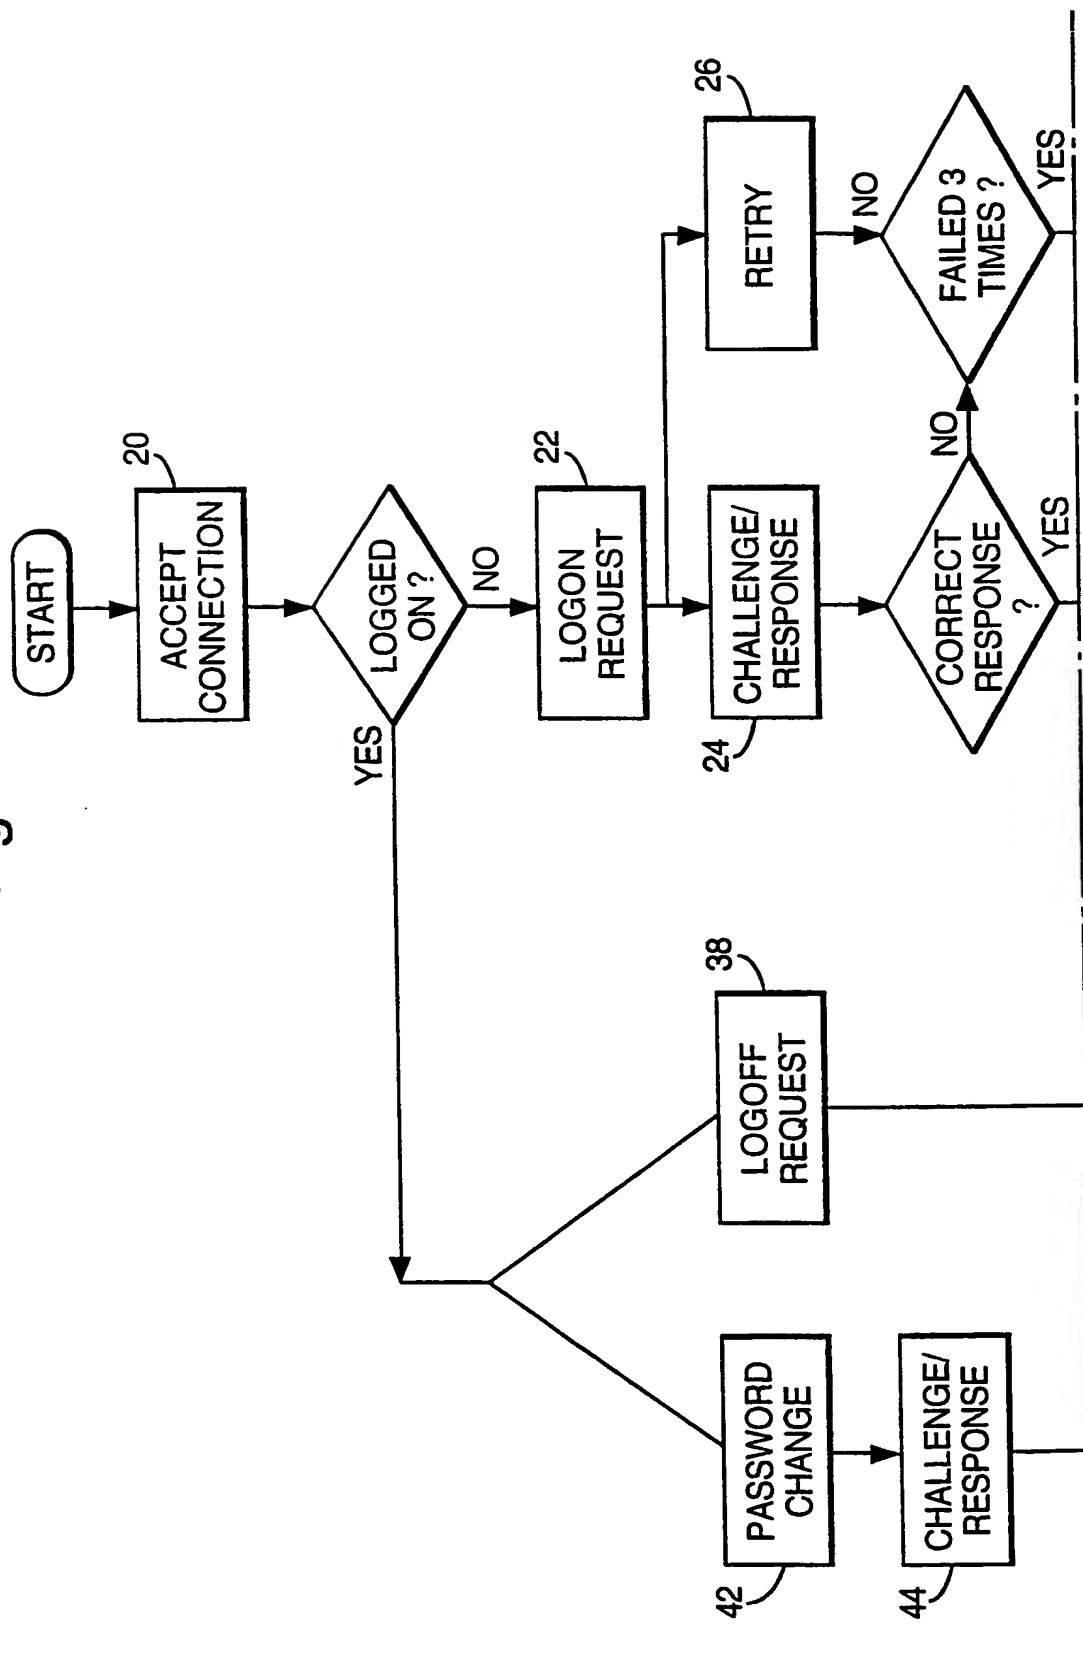 START
20
ACCEPT
CONNECTION
LOGGED
ON ?
YES
NO
22
LOGON
REQUEST
24
CHALLENGE/
RESPONSE
26
RETRY
NO
CORRECT
RESPONSE
?
NO
YES
FAILED 3
TIMES ?
YES
38
LOGOFF
REQUEST
42
PASSWORD
CHANGE
44
CHALLENGE/
RESPONSE